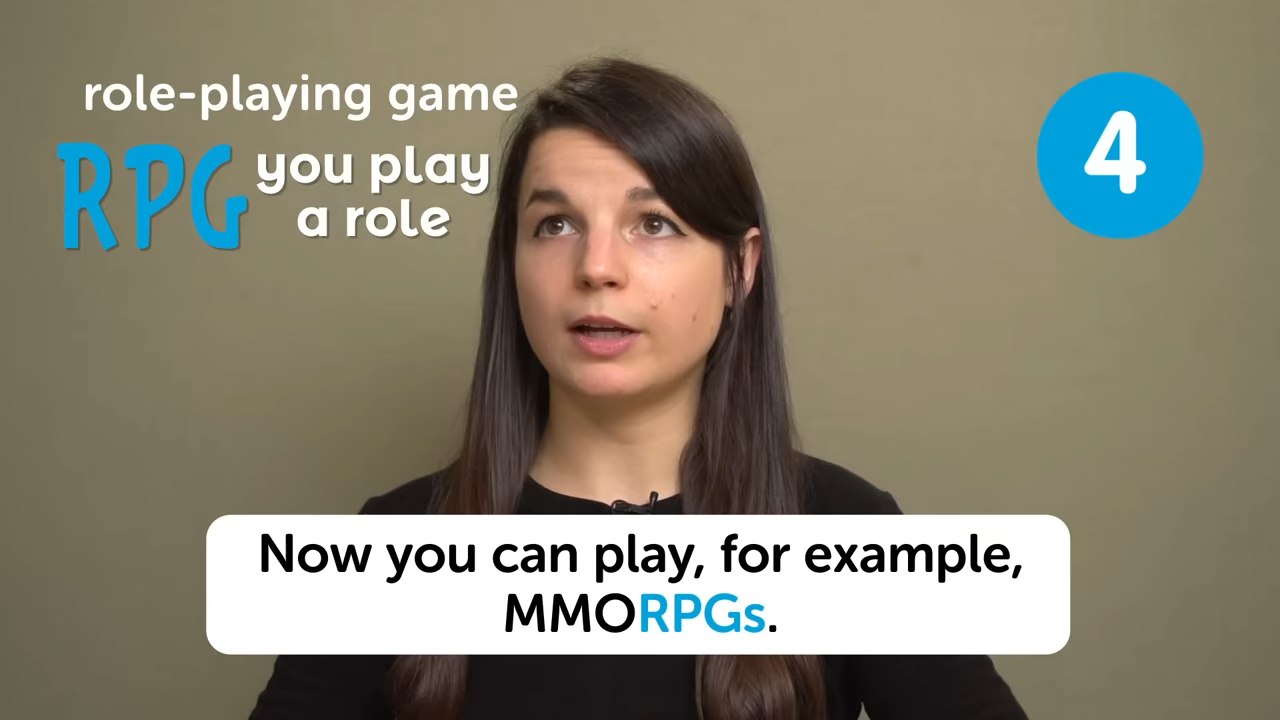 role-playing game
RPG you play
a role
4
Now you can play, for example,
MMORPGs.